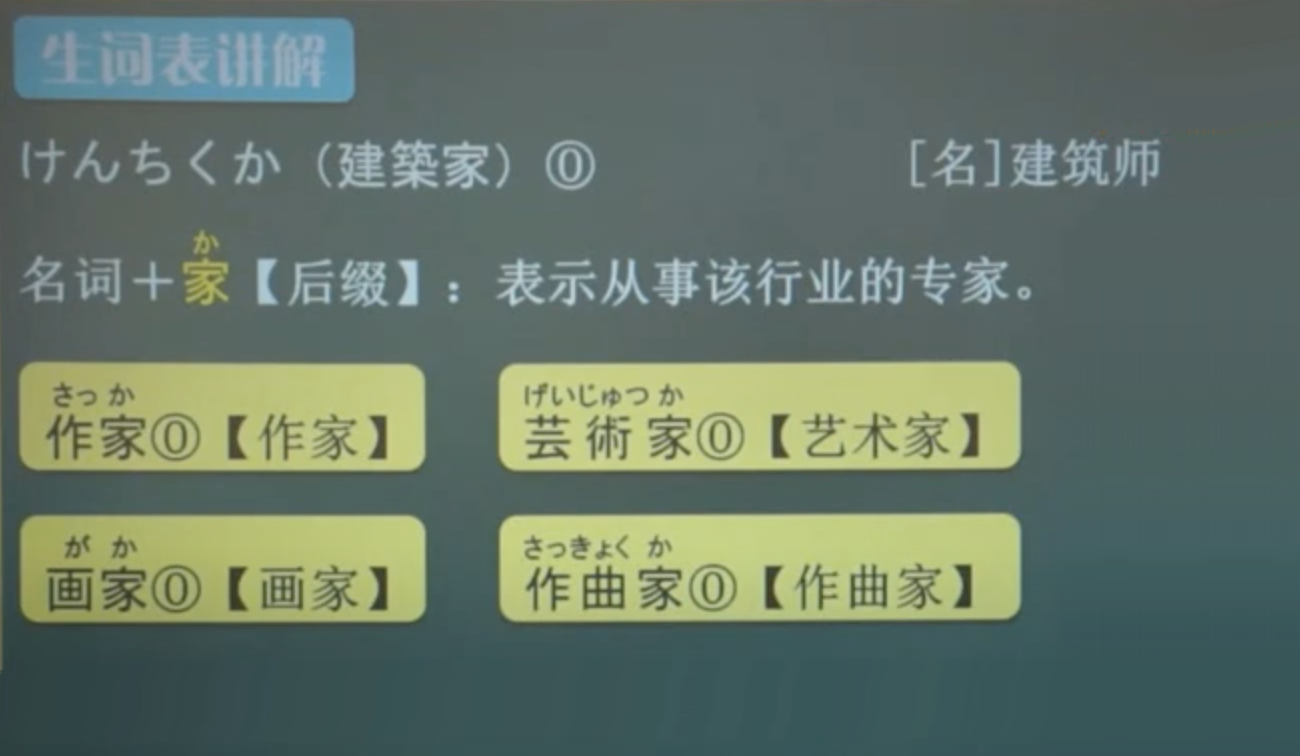 生词表讲解
けんちくか（建築家）⓪ [名]建筑师
か
名词＋家【后缀】：表示从事该行业的专家。
さっか げいじゅつか
作家⓪【作家】 芸術家⓪【艺术家】
がか さっきょくか
画家⓪【画家】 作曲家⓪【作曲家】